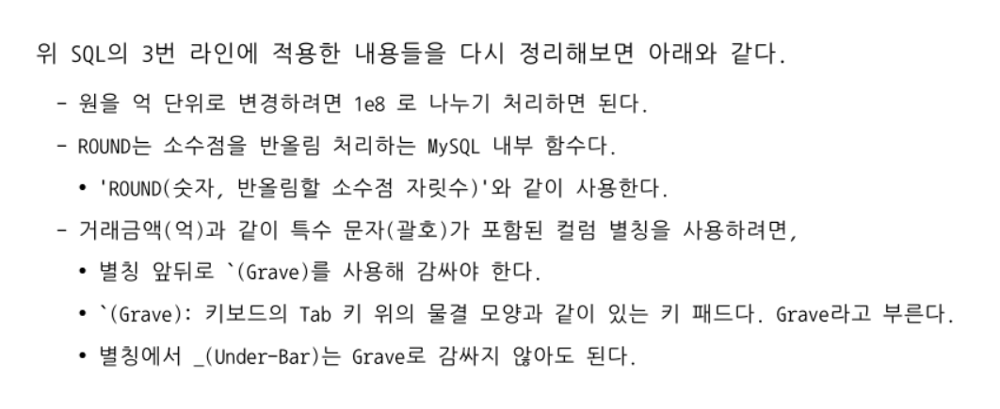 위 SQL의 3번 라인에 적용한 내용들을 다시 정리해보면 아래와 같다.
- 원을 억 단위로 변경하려면 1e8 로 나누기 처리하면 된다.
- ROUND는 소수점을 반올림 처리하는 MySQL 내부 함수다.
• 'ROUND(숫자, 반올림할 소수점 자릿수)'와 같이 사용한다.
- 거래금액(억)과 같이 특수 문자(괄호)가 포함된 컬럼 별칭을 사용하려면,
• 별칭 앞뒤로 `(Grave)를 사용해 감싸야 한다.
• `(Grave): 키보드의 Tab 키 위의 물결 모양과 같이 있는 키 패드다. Grave라고 부른다.
• 별칭에서 _(Under-Bar)는 Grave로 감싸지 않아도 된다.